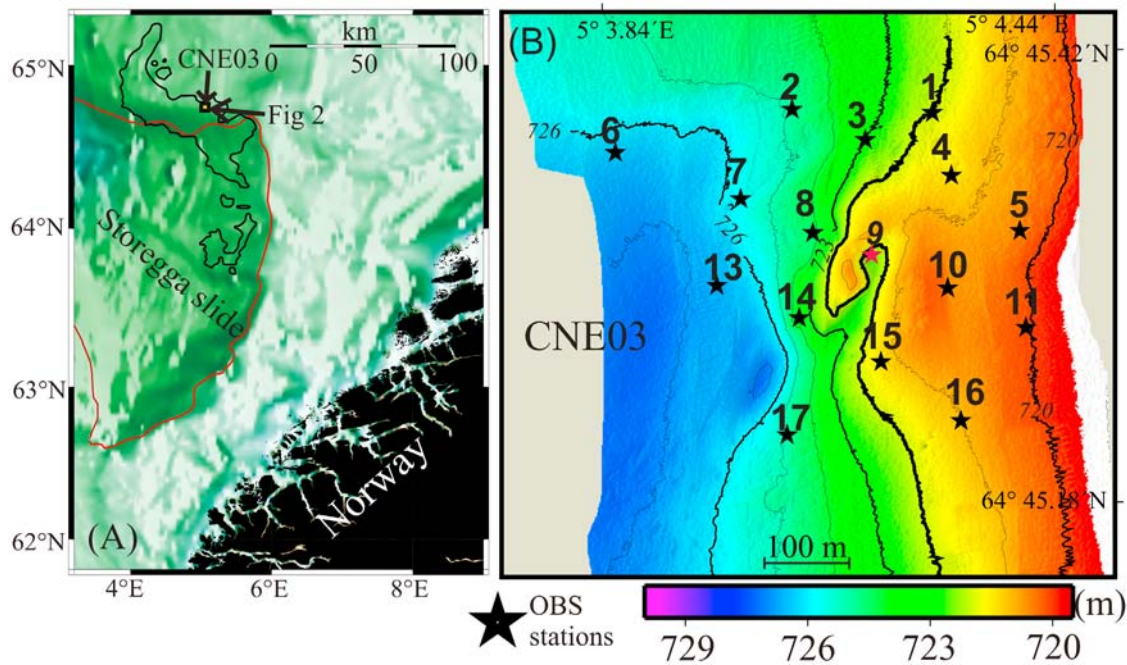 km
0 50 100
CNE03
Fig 2
65°N
64°N
63°N
62°N
Storegga slide
Norway
(A)
4°E
6°E
8°E
(B)
5° 3.84´E
5° 4.44´E
64° 45.42´N
2
3
1
726
6
720
4
7
8
5
726
723
9
13
10
14
11
CNE03
15
16
720
17
64° 45.18´N
100 m
OBS
stations
(m)
729 726 723 720